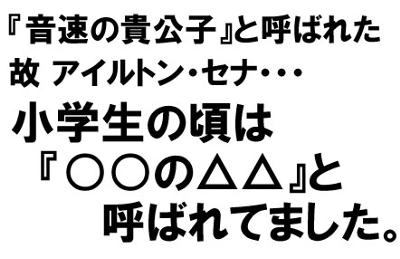 『音速の貴公子』と呼ばれた
故 アイルトン・セナ・・・
小学生の頃は
『○○の△△』と
呼ばれてました。